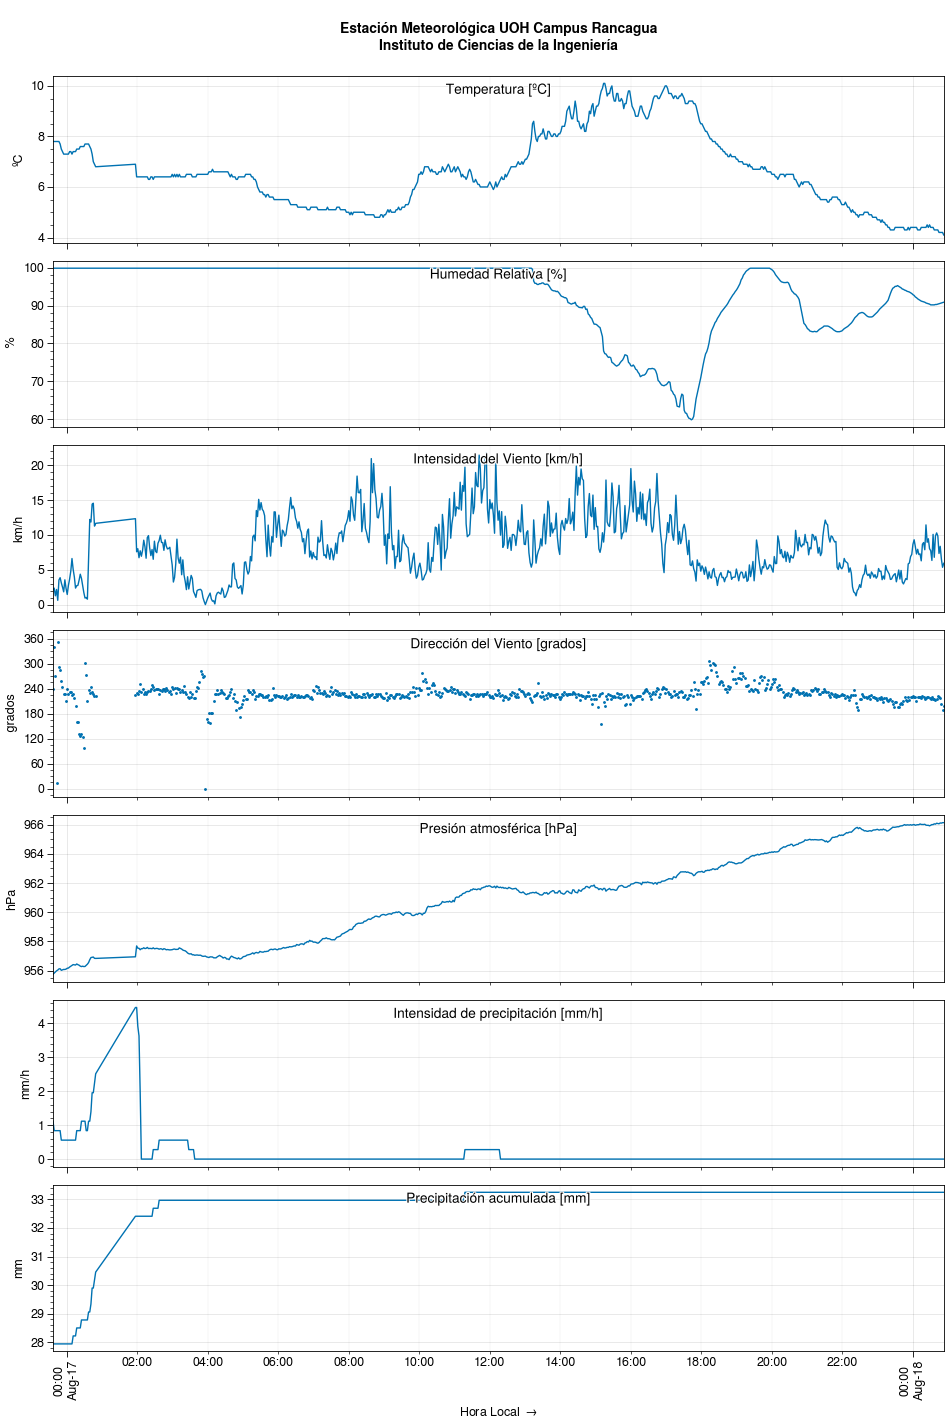 Estación Meteorológica UOH Campus Rancagua
Instituto de Ciencias de la Ingeniería
Temperatura [ºC]
ºC
10
8
6
4
Humedad Relativa [%]
%
100
90
80
70
60
Intensidad del Viento [km/h]
km/h
20
15
10
5
0
Dirección del Viento [grados]
grados
360
300
240
180
120
60
0
Presión atmosférica [hPa]
hPa
966
964
962
960
958
956
Intensidad de precipitación [mm/h]
mm/h
4
3
2
1
0
Precipitación acumulada [mm]
mm
33
32
31
30
29
28
00:00
Aug-17
02:00
04:00
06:00
08:00
10:00
12:00
14:00
16:00
18:00
20:00
22:00
00:00
Aug-18
Hora Local →